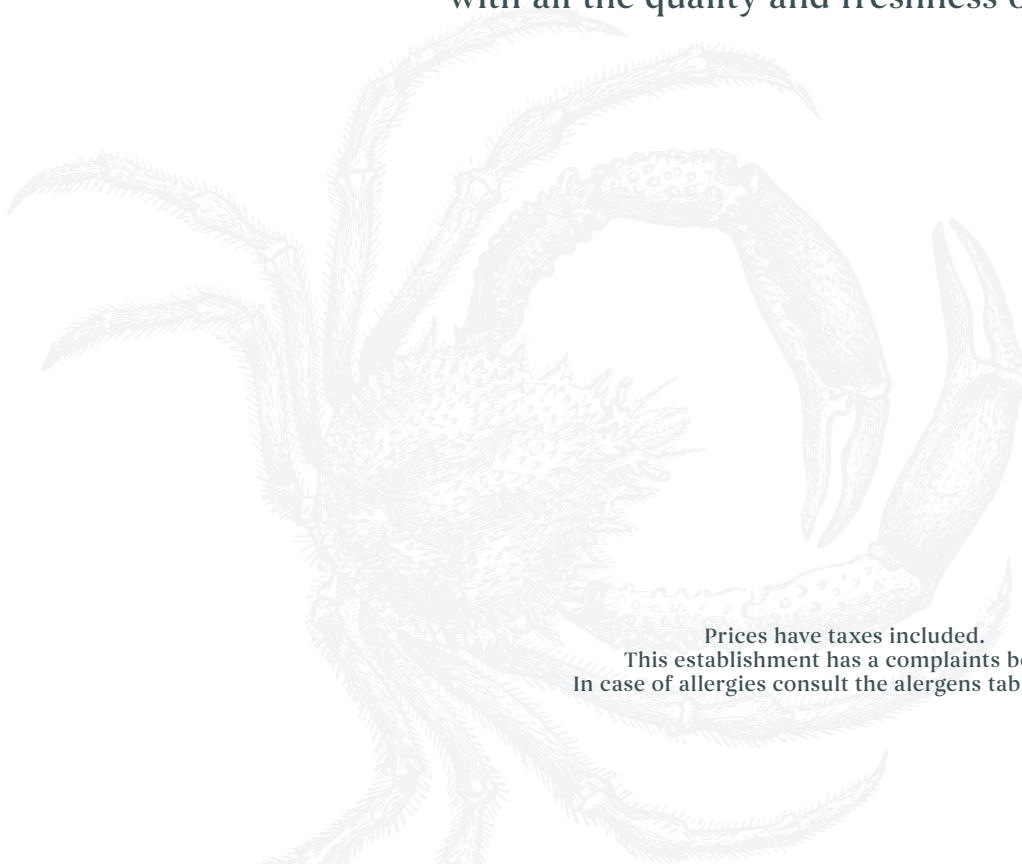 with all the quality and freshness
Prices have taxes included.
This establishment has a complaints
In case of allergies consult the alergens